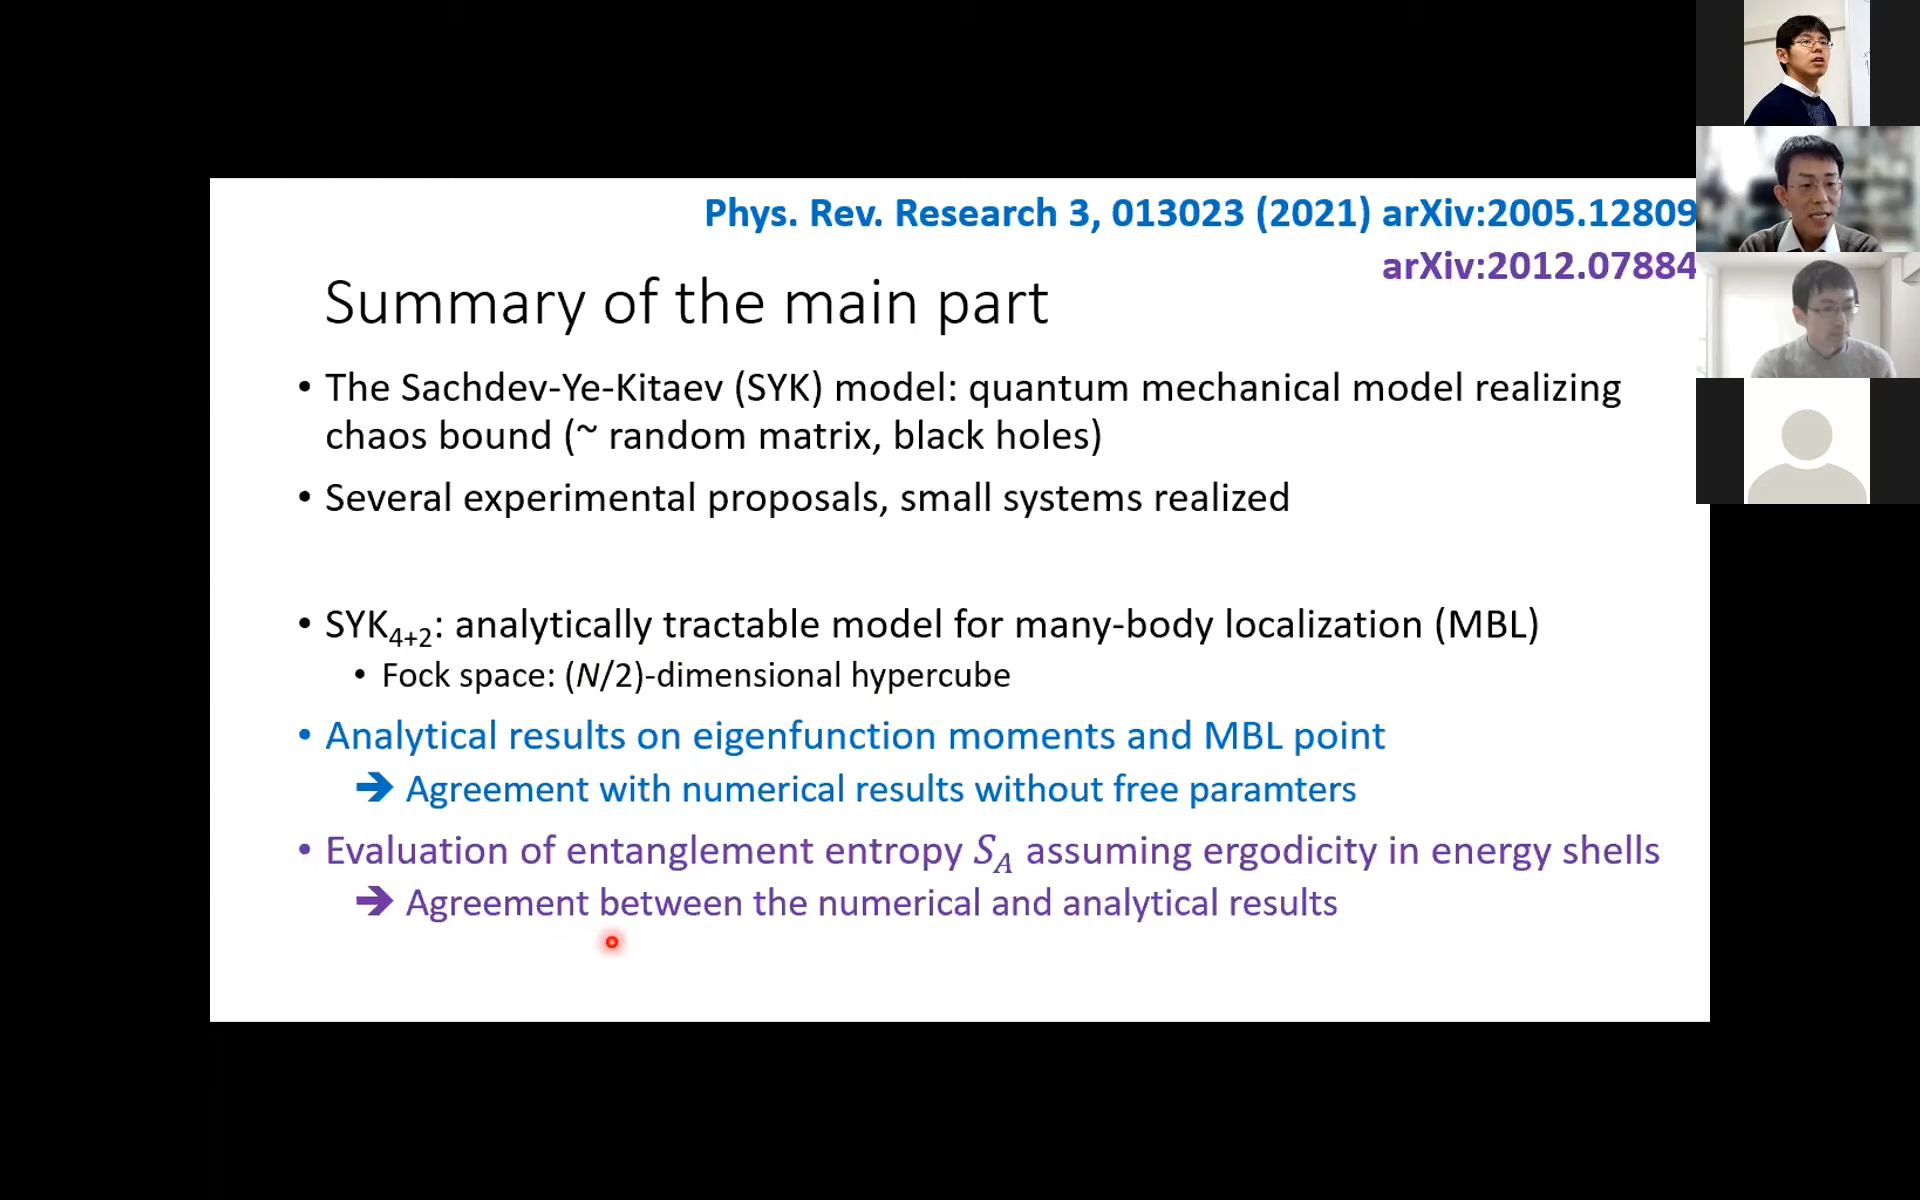 Phys. Rev. Research 3, 013023 (2021) arXiv:2005.12809
arXiv:2012.07884
Summary of the main part
• The Sachdev-Ye-Kitaev (SYK) model: quantum mechanical model realizing
chaos bound (~ random matrix, black holes)
• Several experimental proposals, small systems realized
• SYK₄₊₂: analytically tractable model for many-body localization (MBL)
• Fock space: (N/2)-dimensional hypercube
• Analytical results on eigenfunction moments and MBL point
➔ Agreement with numerical results without free paramters
• Evaluation of entanglement entropy S_A assuming ergodicity in energy shells
➔ Agreement between the numerical and analytical results